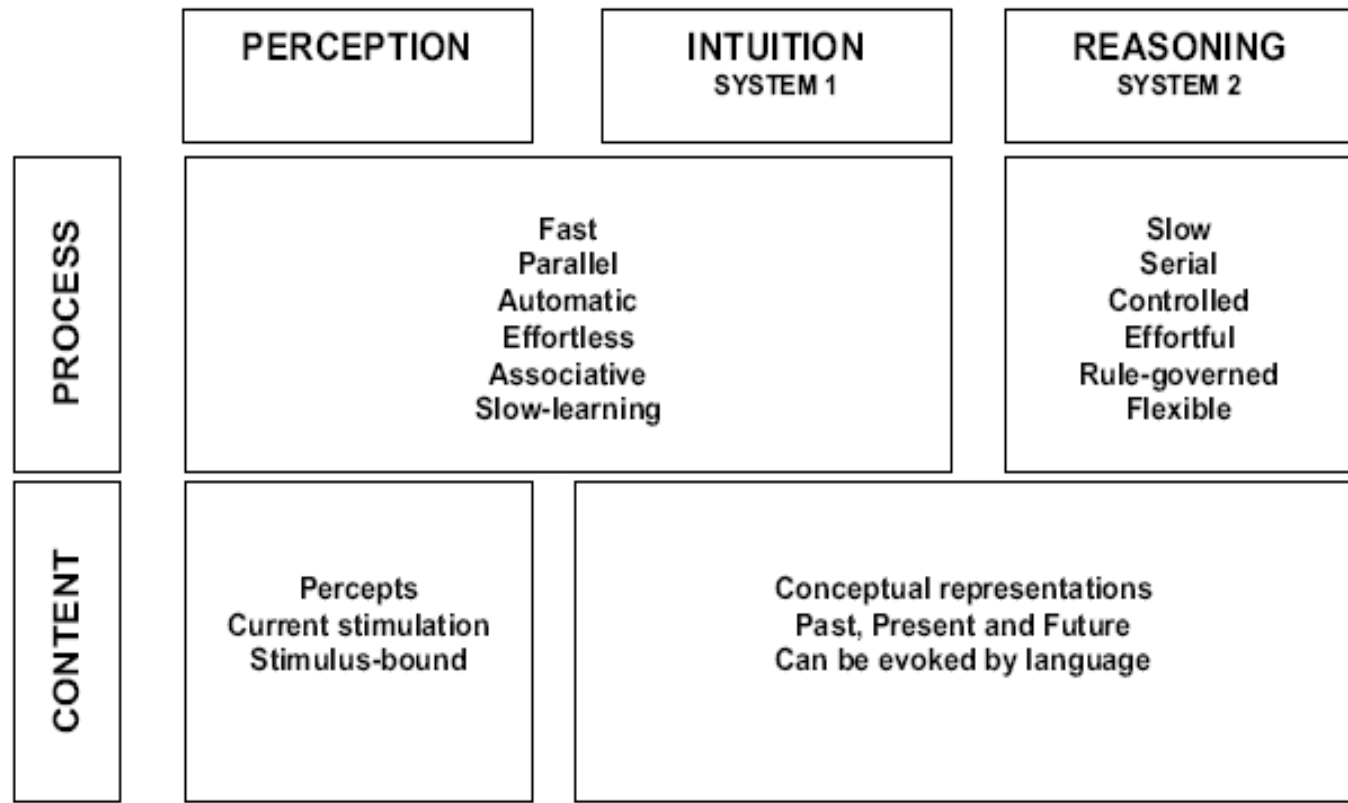 PERCEPTION
INTUITION
SYSTEM 1
REASONING
SYSTEM 2
PROCESS
Fast
Parallel
Automatic
Effortless
Associative
Slow-learning
Slow
Serial
Controlled
Effortful
Rule-governed
Flexible
CONTENT
Percepts
Current stimulation
Stimulus-bound
Conceptual representations
Past, Present and Future
Can be evoked by language